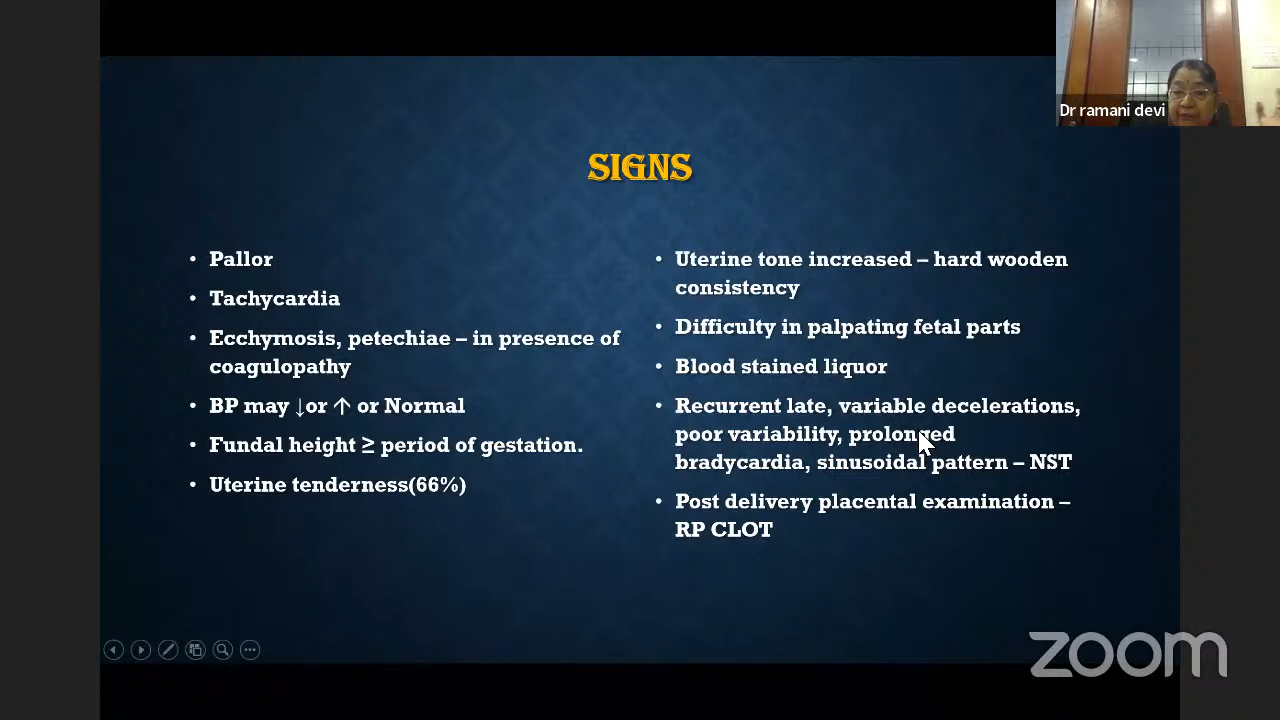 Dr ramani devi
SIGNS
• Pallor
• Tachycardia
• Ecchymosis, petechiae – in presence of
coagulopathy
• BP may ↓or ↑ or Normal
• Fundal height ≥ period of gestation.
• Uterine tenderness(66%)
• Uterine tone increased – hard wooden
consistency
• Difficulty in palpating fetal parts
• Blood stained liquor
• Recurrent late, variable decelerations,
poor variability, prolonged
bradycardia, sinusoidal pattern – NST
• Post delivery placental examination –
RP CLOT
zoom